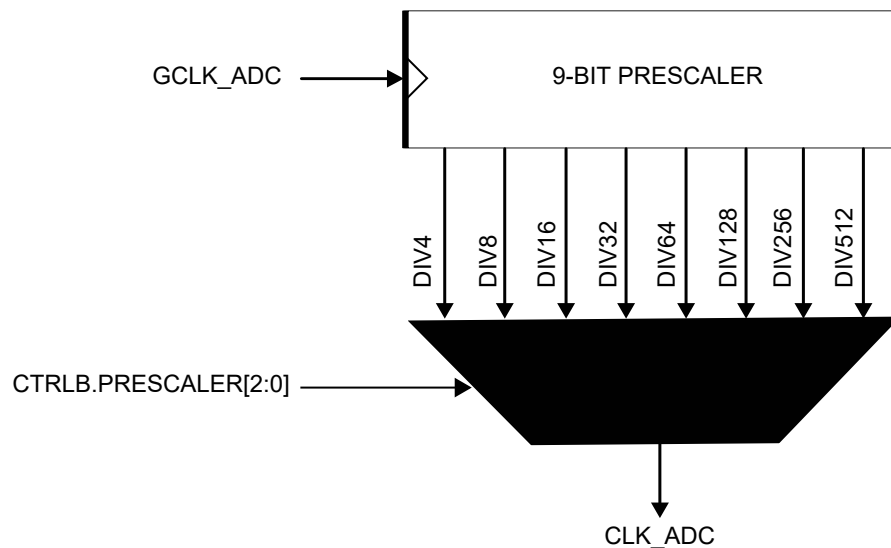 GCLK_ADC
9-BIT PRESCALER
DIV4
DIV8
DIV16
DIV32
DIV64
DIV128
DIV256
DIV512
CTRLB.PRESCALER[2:0]
CLK_ADC